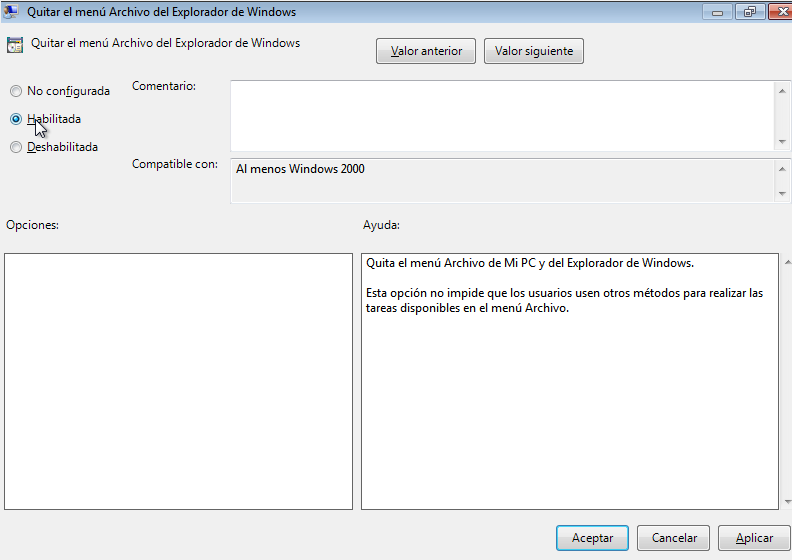 Quitar el menú Archivo del Explorador de Windows
Quitar el menú Archivo del Explorador de Windows
Valor anterior
Valor siguiente
No configurada
Habilitada
Deshabilitada
Comentario:
Compatible con:
Al menos Windows 2000
Opciones:
Ayuda:
Quita el menú Archivo de Mi PC y del Explorador de Windows.
Esta opción no impide que los usuarios usen otros métodos para realizar las
tareas disponibles en el menú Archivo.
Aceptar
Cancelar
Aplicar